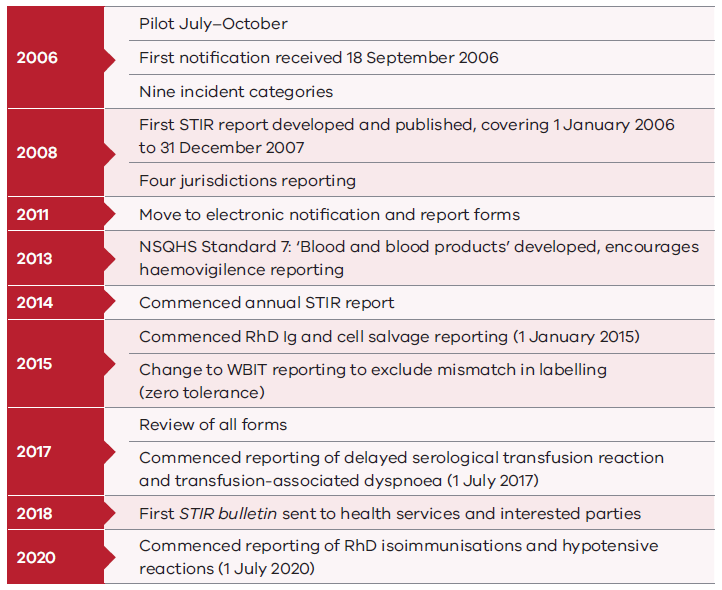 2006
Pilot July–October
First notification received 18 September 2006
Nine incident categories
2008
First STIR report developed and published, covering 1 January 2006
to 31 December 2007
Four jurisdictions reporting
2011
Move to electronic notification and report forms
2013
NSQHS Standard 7: ‘Blood and blood products’ developed, encourages
haemovigilence reporting
2014
Commenced annual STIR report
2015
Commenced RhD Ig and cell salvage reporting (1 January 2015)
Change to WBIT reporting to exclude mismatch in labelling
(zero tolerance)
2017
Review of all forms
Commenced reporting of delayed serological transfusion reaction
and transfusion-associated dyspnoea (1 July 2017)
2018
First STIR bulletin sent to health services and interested parties
2020
Commenced reporting of RhD isoimmunisations and hypotensive
reactions (1 July 2020)